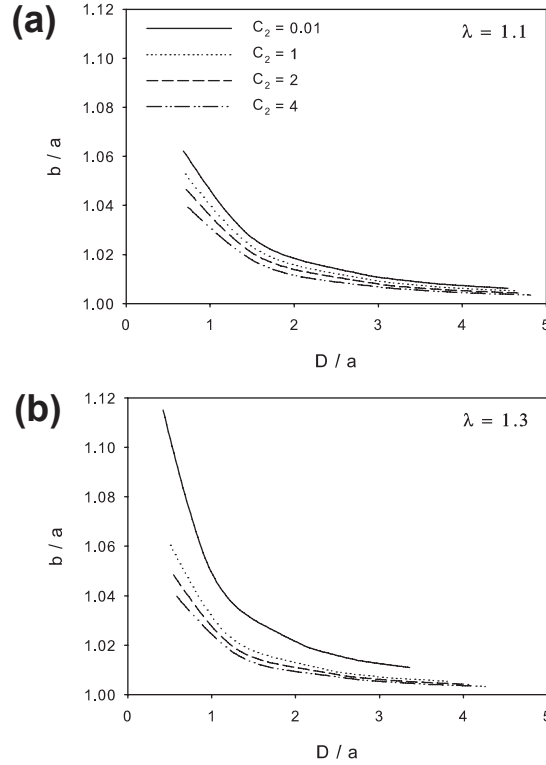 (a)
1.12
1.10
1.08
1.06
1.04
1.02
1.00
b / a
C₂ = 0.01
C₂ = 1
C₂ = 2
C₂ = 4
λ = 1.1
0 1 2 3 4 5
D / a
(b)
1.12
1.10
1.08
1.06
1.04
1.02
1.00
b / a
λ = 1.3
0 1 2 3 4 5
D / a